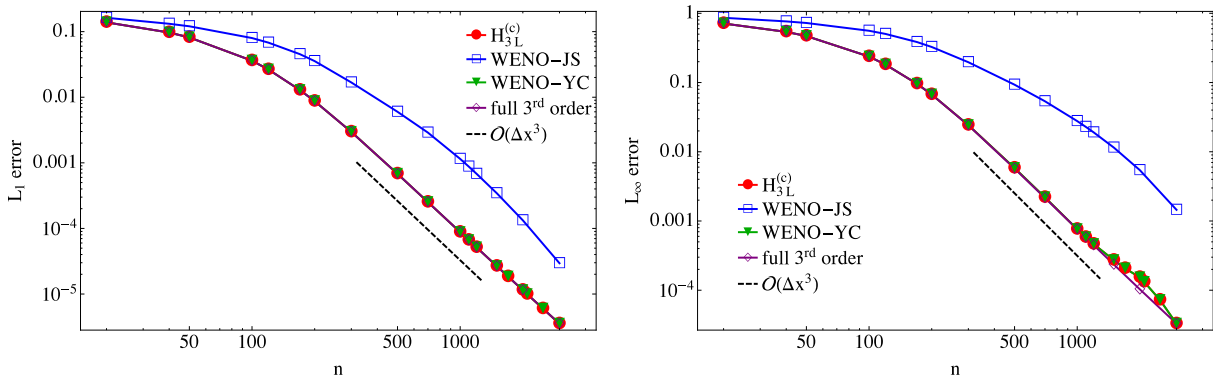 0.1
0.01
0.001
10⁻⁴
10⁻⁵
50 100 500 1000
n
L₁ error
H₃L⁽ᶜ⁾
WENO−JS
WENO−YC
full 3ʳᵈ order
O(Δx³)
1
0.1
0.01
0.001
10⁻⁴
50 100 500 1000
n
L∞ error
H₃L⁽ᶜ⁾
WENO−JS
WENO−YC
full 3ʳᵈ order
O(Δx³)